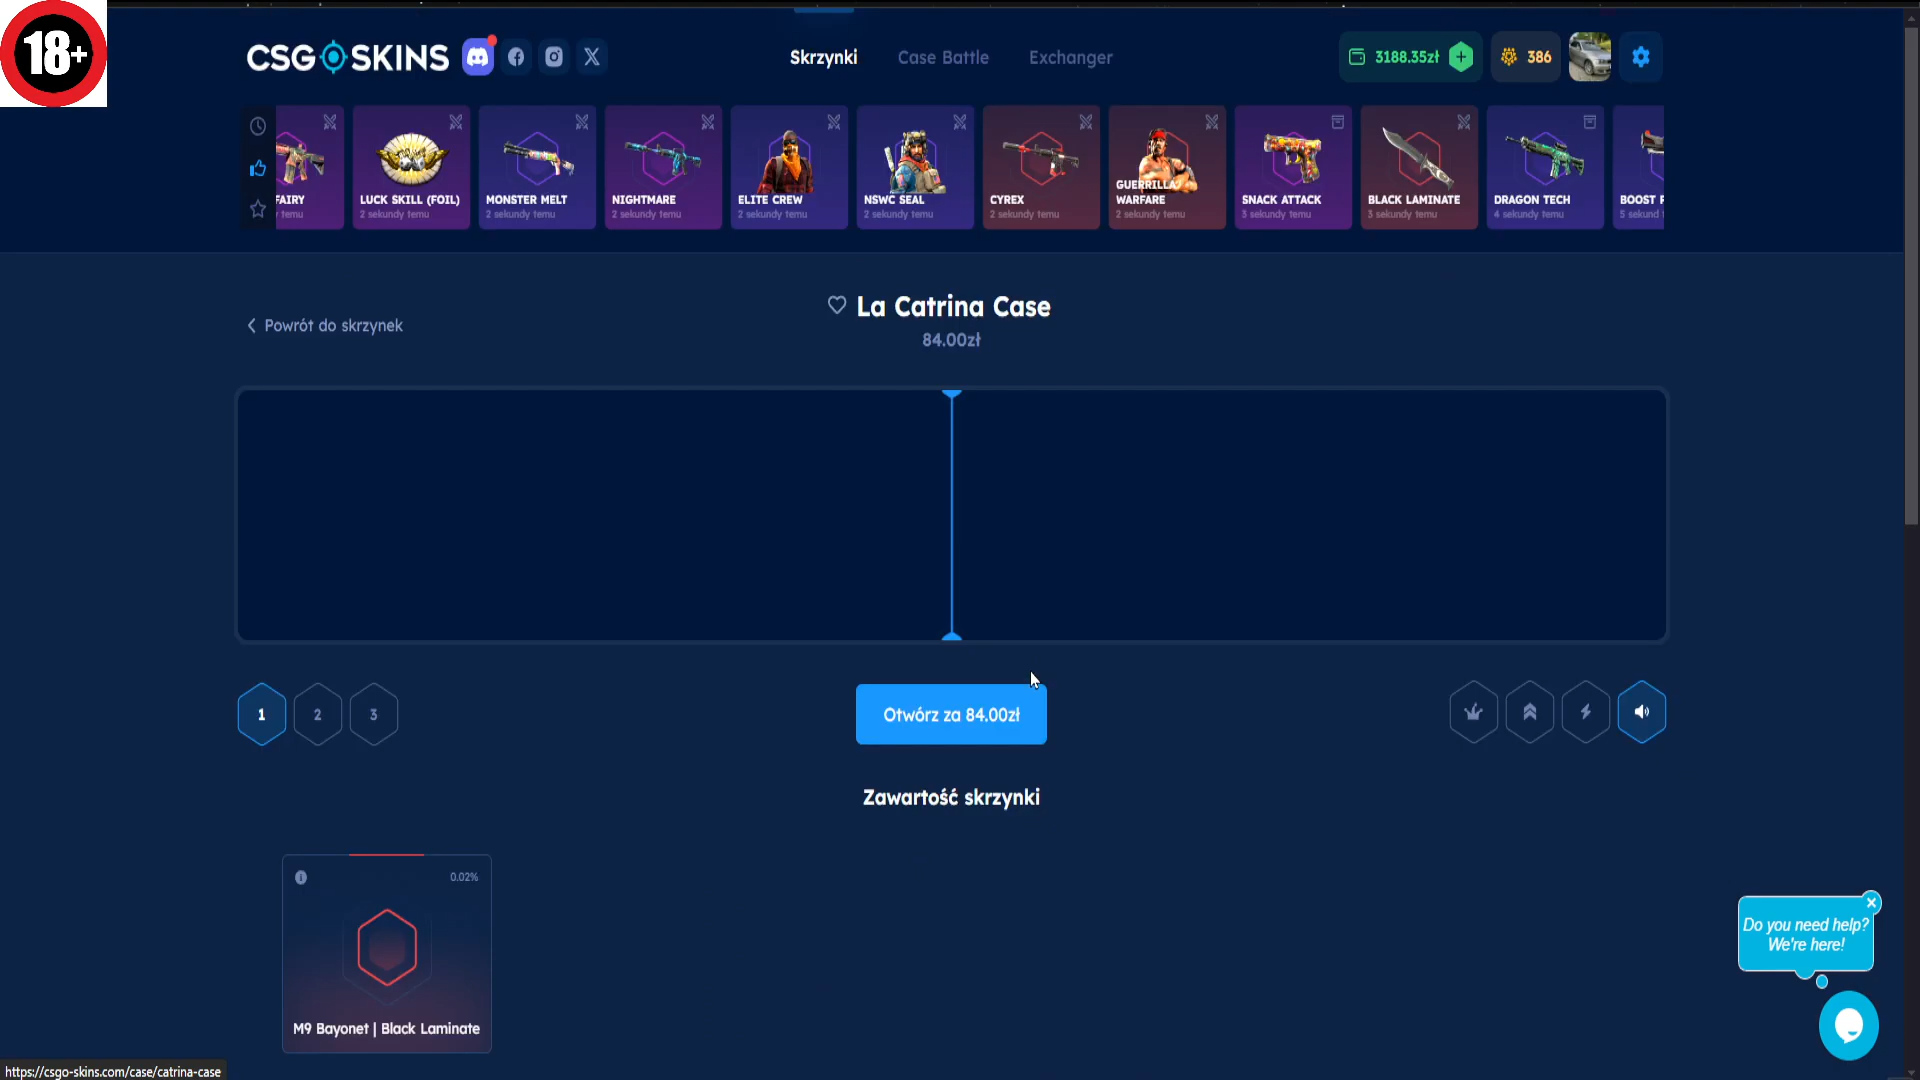 18+
CSGO SKINS
Skrzynki
Case Battle
Exchanger
3188.35zł
386
FAIRY
temu
LUCK SKILL (FOIL)
2 sekundy temu
MONSTER MELT
2 sekundy temu
NIGHTMARE
2 sekundy temu
ELITE CREW
2 sekundy temu
NSWC SEAL
2 sekundy temu
CYREX
2 sekundy temu
GUERRILLA
WARFARE
2 sekundy temu
SNACK ATTACK
3 sekundy temu
BLACK LAMINATE
3 sekundy temu
DRAGON TECH
4 sekundy temu
BOOST
5 sekund
Powrót do skrzynek
La Catrina Case
84.00zł
1
2
3
Otwórz za 84.00zł
Zawartość skrzynki
0.02%
M9 Bayonet | Black Laminate
Do you need help?
We're here!
https://csgo-skins.com/case/catrina-case